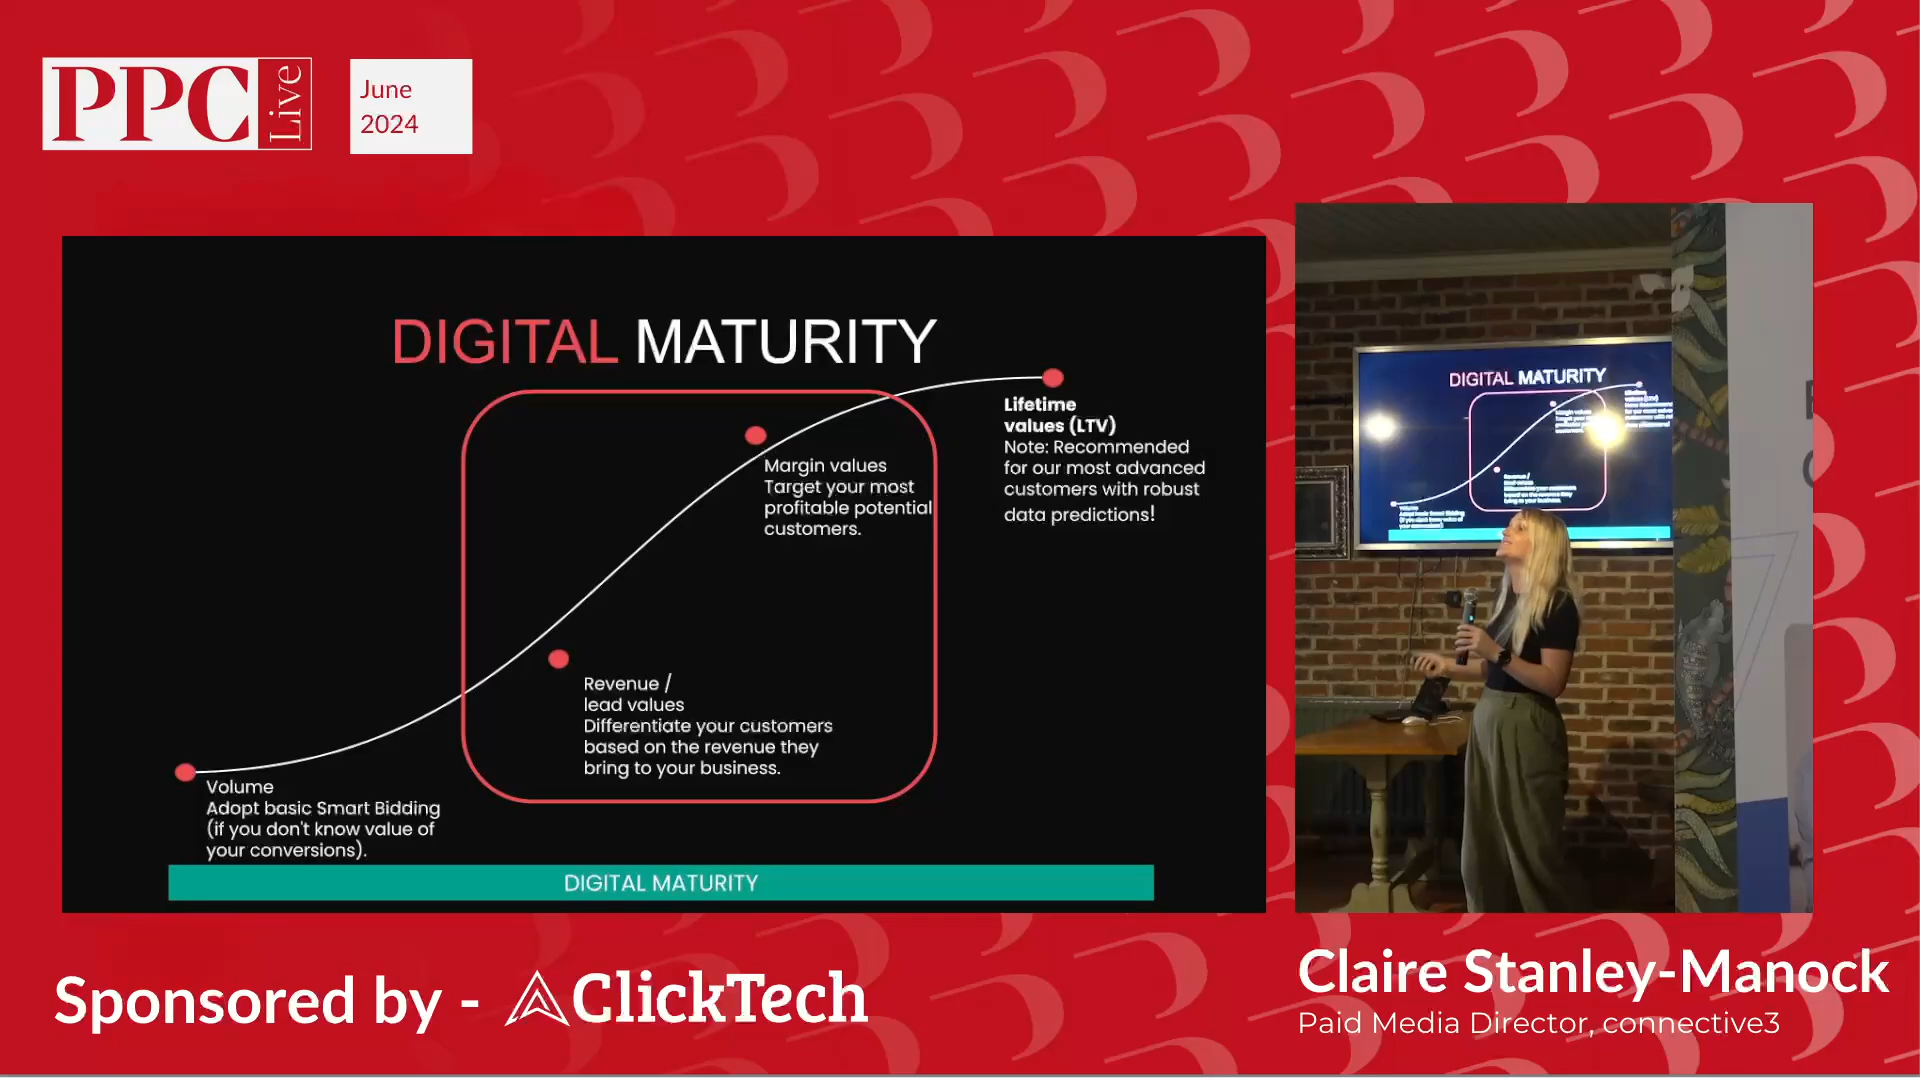 PPC Live
June
2024
DIGITAL MATURITY
Lifetime
values (LTV)
Note: Recommended
for our most advanced
customers with robust
data predictions!
Margin values
Target your most
profitable potential
customers.
Revenue /
lead values
Differentiate your customers
based on the revenue they
bring to your business.
Volume
Adopt basic Smart Bidding
(if you don't know value of
your conversions).
DIGITAL MATURITY
DIGITAL MATURITY
Sponsored by - ClickTech
Claire Stanley-Manock
Paid Media Director, connective3